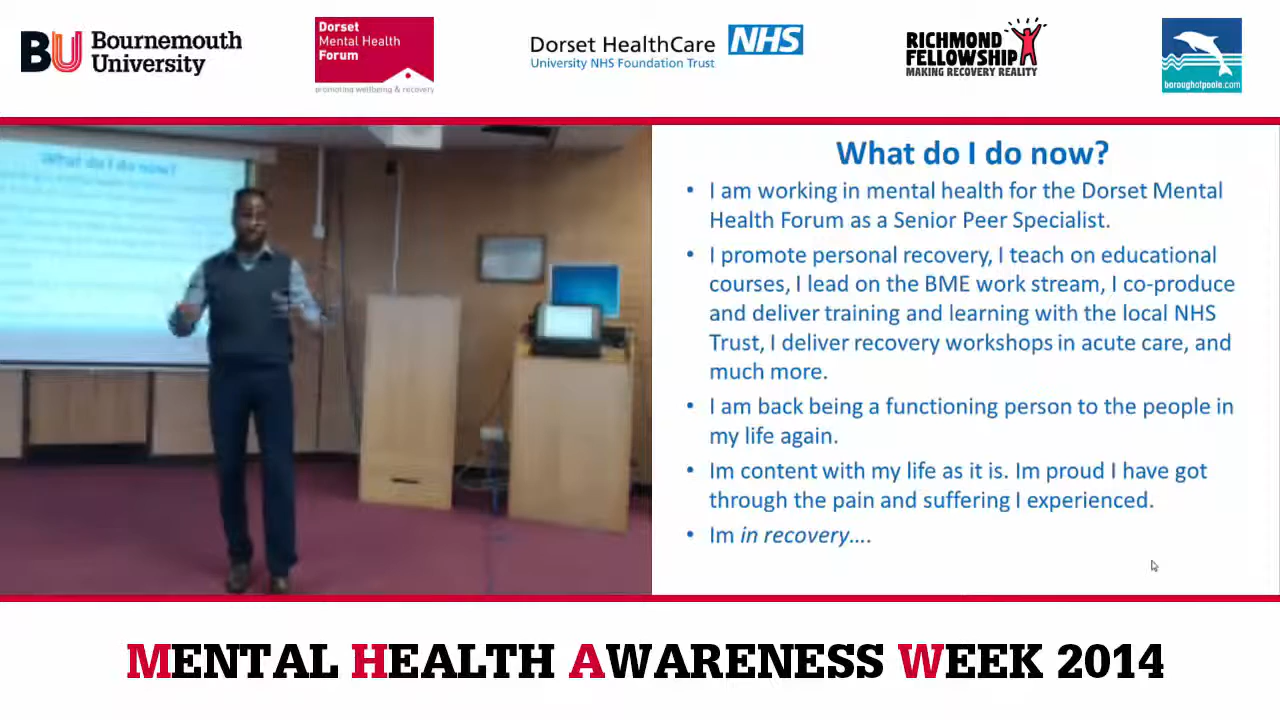 BU Bournemouth
University
Dorset
Mental Health
Forum
promoting wellbeing & recovery
Dorset HealthCare NHS
University NHS Foundation Trust
RICHMOND
FELLOWSHIP
MAKING RECOVERY REALITY
boroughofpoole.com
What do I do now?
What do I do now?
• I am working in mental health for the Dorset Mental
Health Forum as a Senior Peer Specialist.
• I promote personal recovery, I teach on educational
courses, I lead on the BME work stream, I co-produce
and deliver training and learning with the local NHS
Trust, I deliver recovery workshops in acute care, and
much more.
• I am back being a functioning person to the people in
my life again.
• Im content with my life as it is. Im proud I have got
through the pain and suffering I experienced.
• Im in recovery....
MENTAL HEALTH AWARENESS WEEK 2014